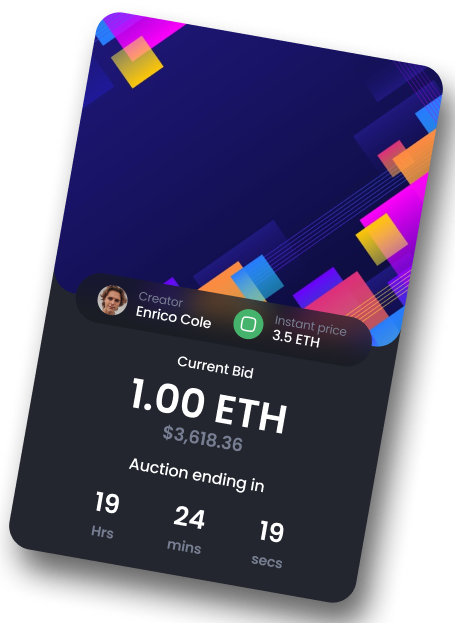 Creator
Enrico Cole
Instant price
3.5 ETH
Current Bid
1.00 ETH
$3,618.36
Auction ending in
19 24 19
Hrs mins secs